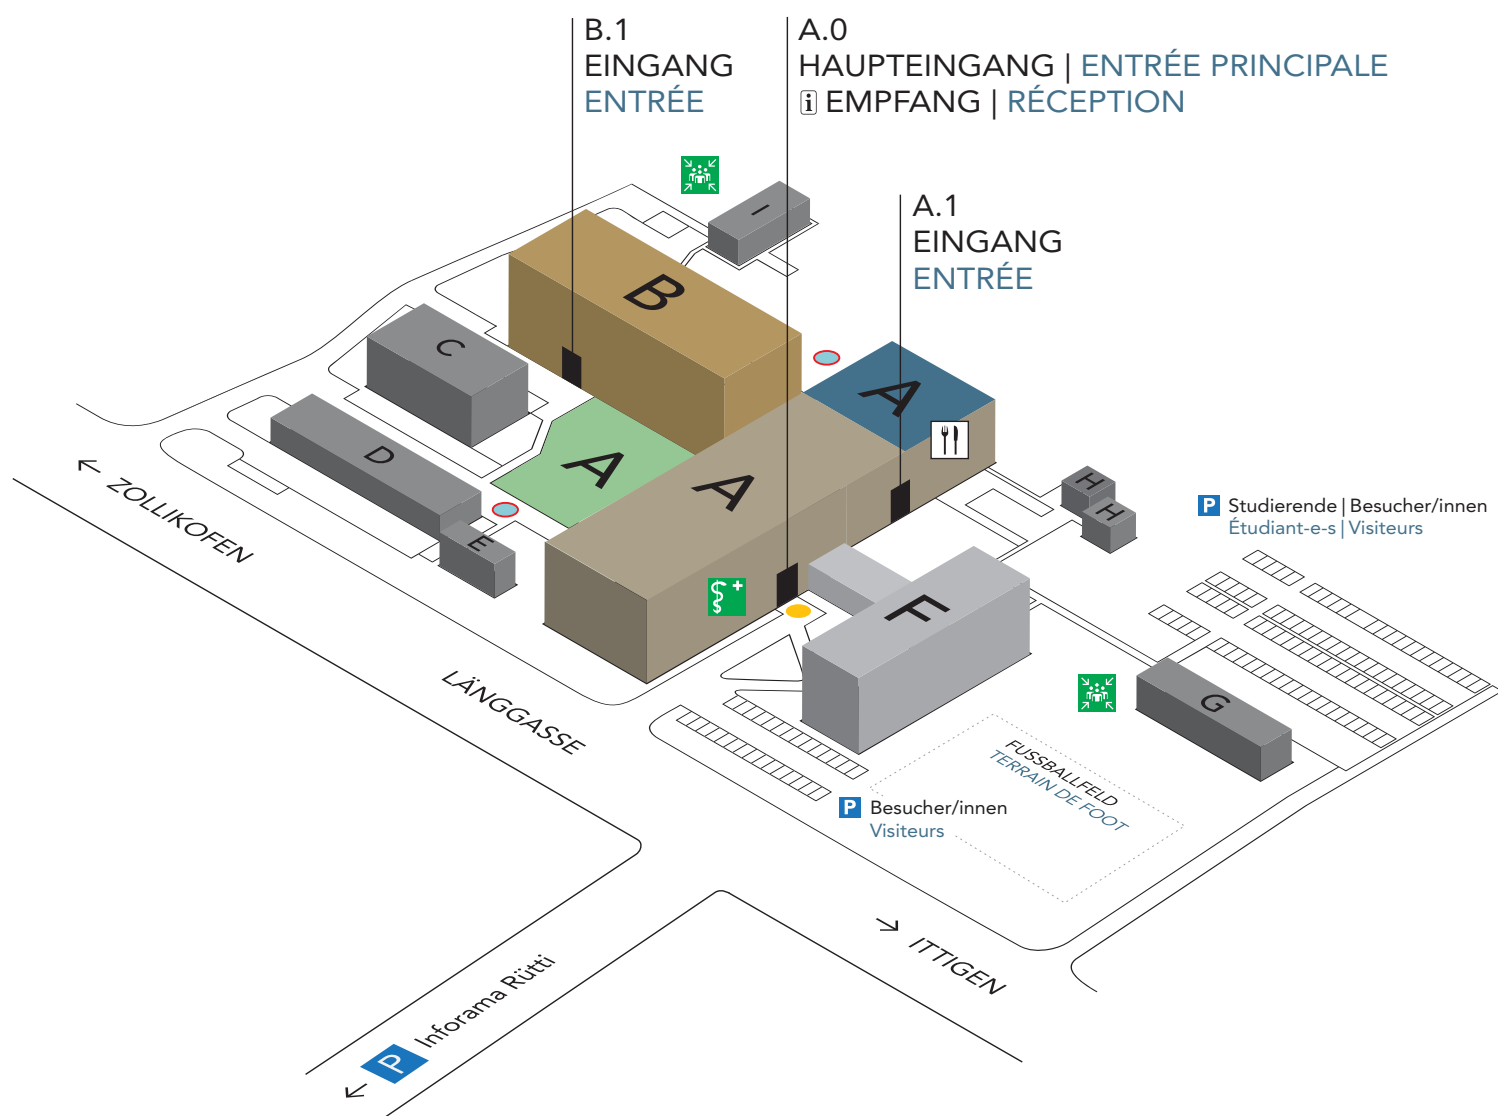 B.1
EINGANG
ENTRÉE
A.0
HAUPTEINGANG | ENTRÉE PRINCIPALE
i EMPFANG | RÉCEPTION
A.1
EINGANG
ENTRÉE
I
B
C
A
D
A
A
E
H
H
F
G
← ZOLLIKOFEN
LÄNGGASSE
P Studierende | Besucher/innen
Étudiant-e-s | Visiteurs
FUSSBALLFELD
TERRAIN DE FOOT
P Besucher/innen
Visiteurs
→ ITTIGEN
← P Inforama Rütti